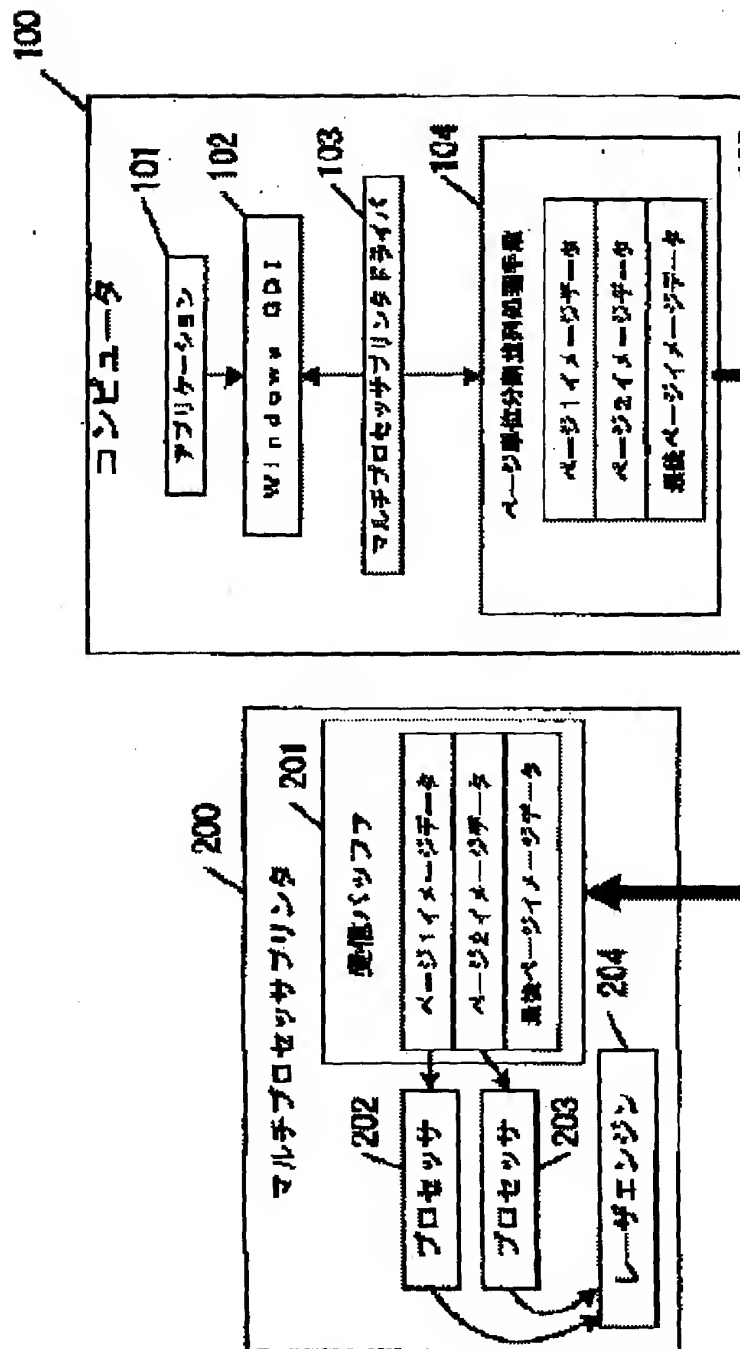 100
コンピュータ
101
アプリケーション
102
Windows GDI
103
マルチプロセッサプリンタドライバ
104
ページ単位分割並列処理手段
ページ1イメージデータ
ページ2イメージデータ
最後ページイメージデータ
200
マルチプロセッサプリンタ
201
受信バッファ
ページ1イメージデータ
ページ2イメージデータ
最後ページイメージデータ
202
プロセッサ
203
プロセッサ
204
レーザエンジン